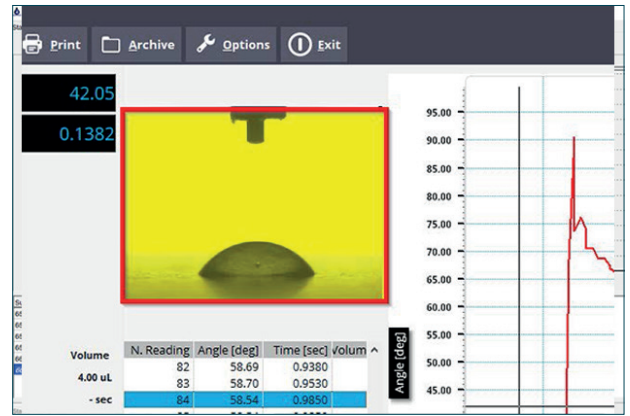 Print Archive Options Exit
42.05
0.1382
Volume
4.00 uL
- sec
N. Reading Angle [deg] Time [sec] Volum
82 58.69 0.9380
83 58.70 0.9530
84 58.54 0.9850
Angle [deg]
95.00
90.00
85.00
80.00
75.00
70.00
65.00
60.00
55.00
50.00
45.00